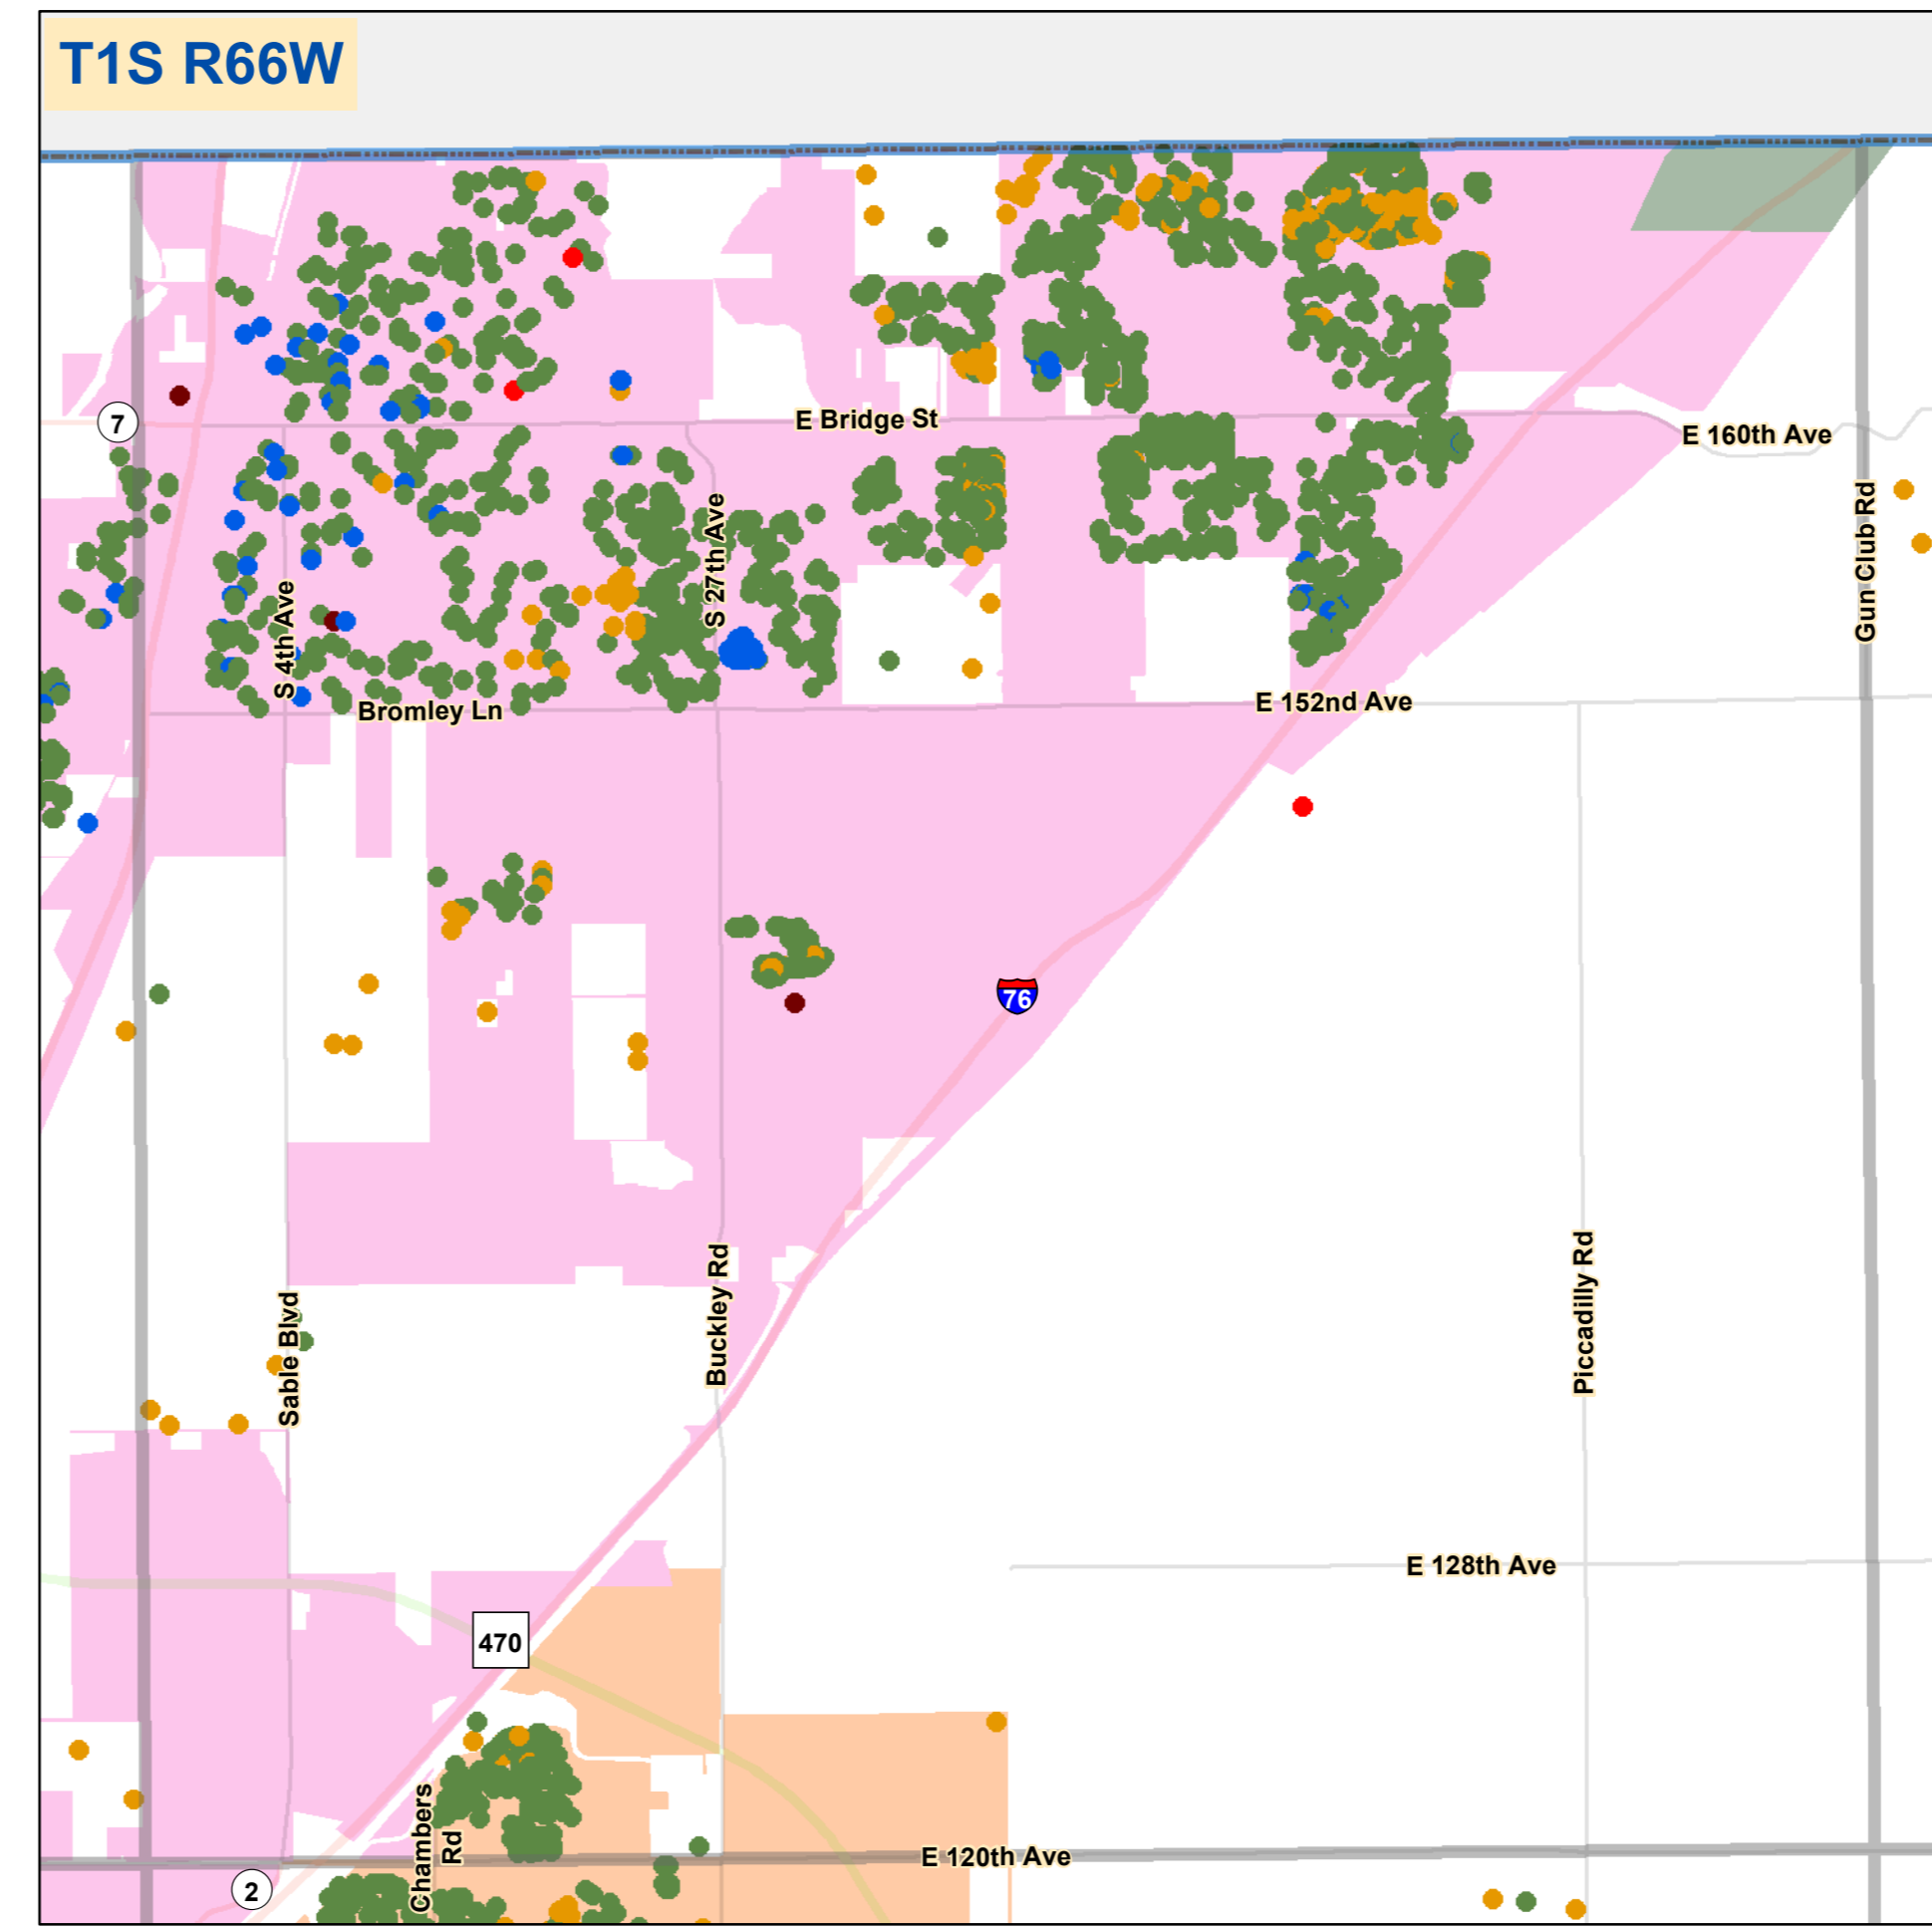 T1S R66W
7
E Bridge St
E 160th Ave
S 27th Ave
Gun Club Rd
S 4th Ave
Bromley Ln
E 152nd Ave
76
Sable Blvd
Buckley Rd
Piccadilly Rd
E 128th Ave
470
Chambers
Rd
E 120th Ave
2